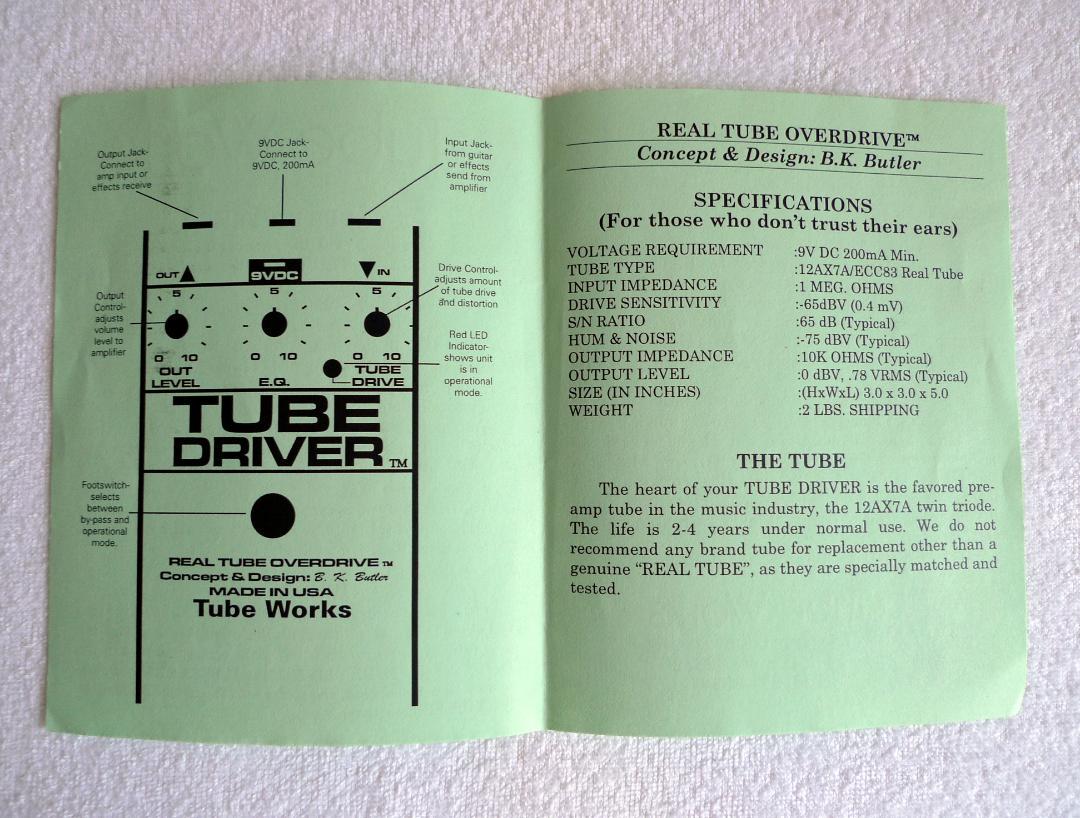 Output Jack-
Connect to
amp input or
effects receive
9VDC Jack-
Connect to
9VDC, 200mA
Input Jack-
from guitar
or effects
send from
amplifier
OUT
9VDC
IN
Output
Control-
adjusts
volume
level to
amplifier
Drive Control-
adjusts amount
of tube drive
and distortion
Red LED
Indicator-
shows unit
is in
operational
mode.
5 5 5
0 10 0 10 0 10
OUT
LEVEL
E.Q.
TUBE
DRIVE
TUBE
DRIVER TM
Footswitch-
selects
between
by-pass and
operational
mode.
REAL TUBE OVERDRIVE TM
Concept & Design: B. K. Butler
MADE IN USA
Tube Works
REAL TUBE OVERDRIVE™
Concept & Design: B.K. Butler
SPECIFICATIONS
(For those who don't trust their ears)
VOLTAGE REQUIREMENT :9V DC 200mA Min.
TUBE TYPE :12AX7A/ECC83 Real Tube
INPUT IMPEDANCE :1 MEG. OHMS
DRIVE SENSITIVITY :-65dBV (0.4 mV)
S/N RATIO :65 dB (Typical)
HUM & NOISE :-75 dBV (Typical)
OUTPUT IMPEDANCE :10K OHMS (Typical)
OUTPUT LEVEL :0 dBV, .78 VRMS (Typical)
SIZE (IN INCHES) :(HxWxL) 3.0 x 3.0 x 5.0
WEIGHT :2 LBS. SHIPPING
THE TUBE
The heart of your TUBE DRIVER is the favored pre-
amp tube in the music industry, the 12AX7A twin triode.
The life is 2-4 years under normal use. We do not
recommend any brand tube for replacement other than a
genuine “REAL TUBE”, as they are specially matched and
tested.